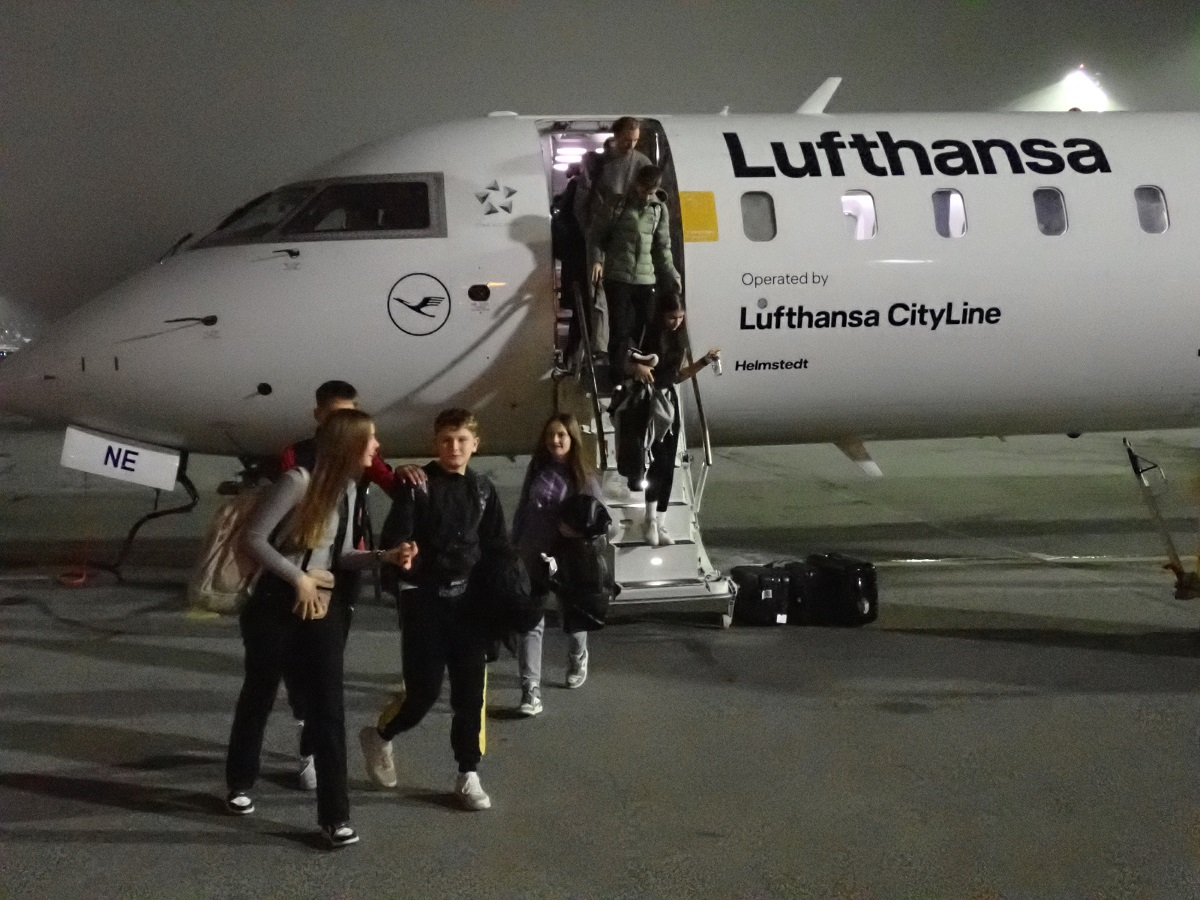 Lufthansa
Operated by
Lufthansa CityLine
Helmstedt
NE